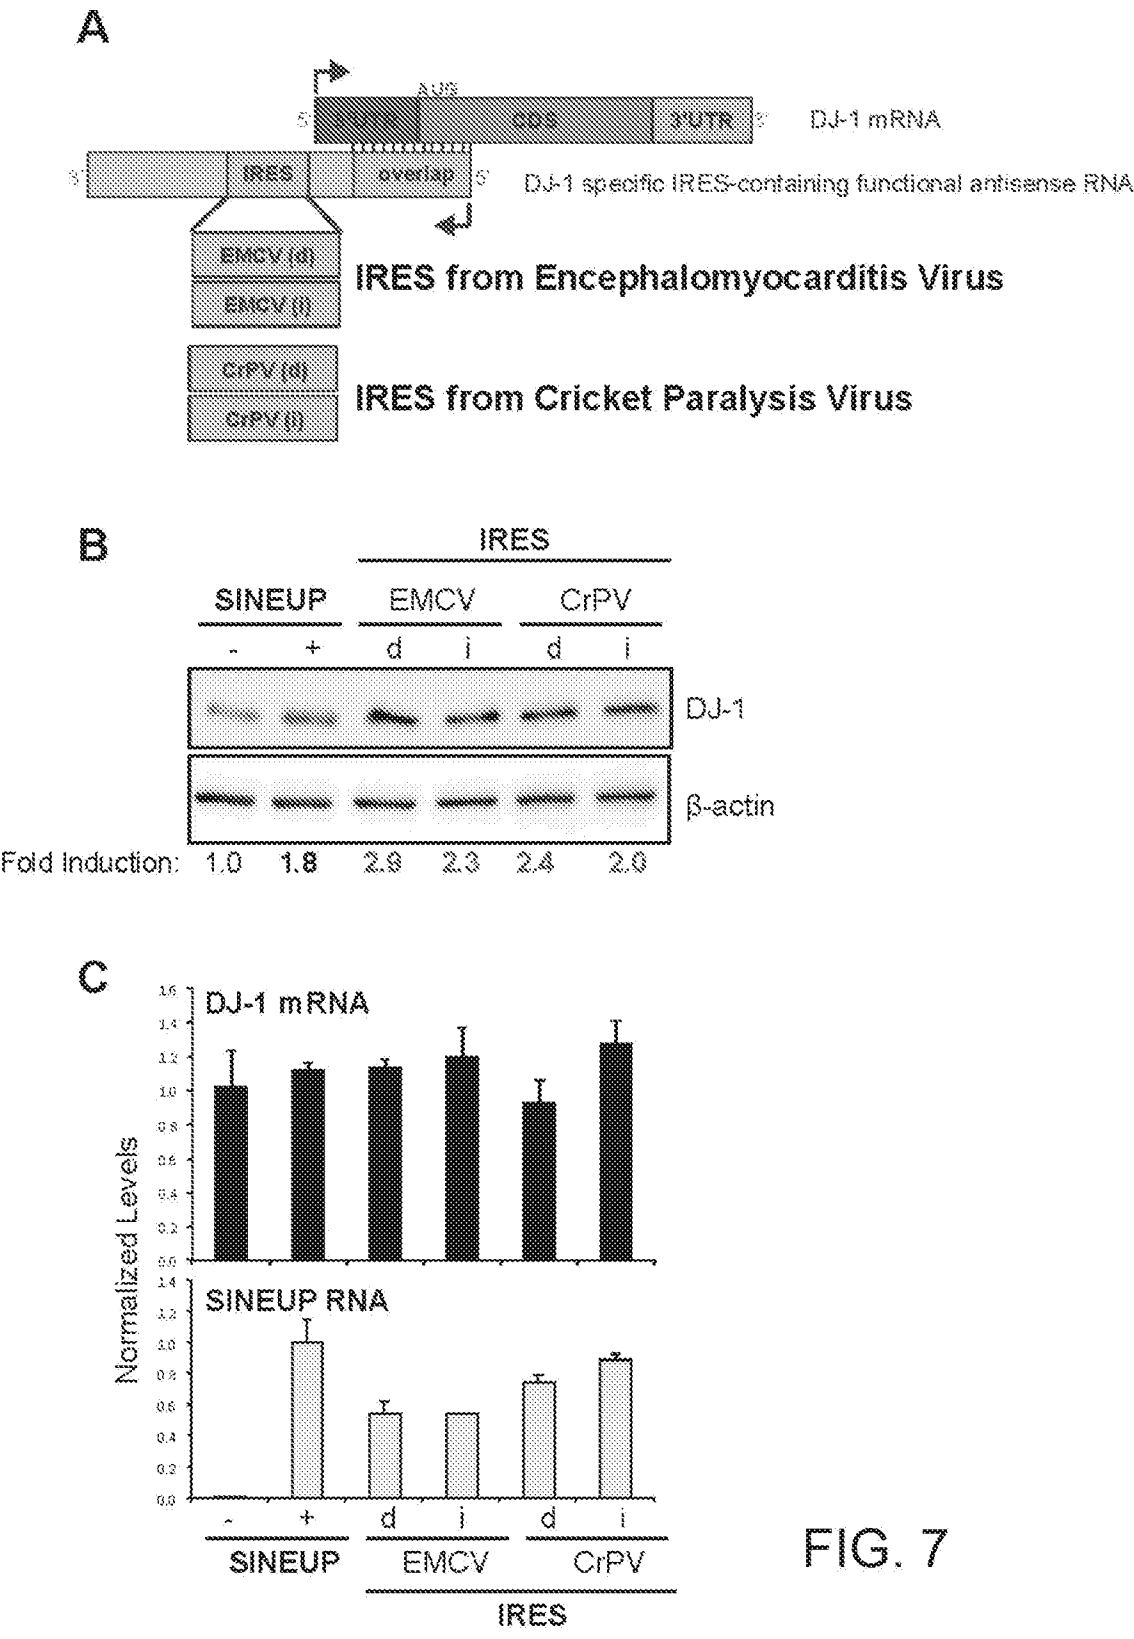 A
AUG
5' 5'UTR CDS 3'UTR 3' DJ-1 mRNA
3' IRES overlap 5' DJ-1 specific IRES-containing functional antisense RNA
EMCV (d)
EMCV (i)
IRES from Encephalomyocarditis Virus
CrPV (d)
CrPV (i)
IRES from Cricket Paralysis Virus
B
IRES
SINEUP EMCV CrPV
- + d i d i
DJ-1
β-actin
Fold Induction: 1.0 1.8 2.9 2.3 2.4 2.0
C
Normalized Levels
DJ-1 mRNA
1.6
1.4
1.2
1.0
0.8
0.6
0.4
0.2
0.0
SINEUP RNA
1.4
1.2
1.0
0.8
0.6
0.4
0.2
0.0
- + d i d i
SINEUP EMCV CrPV
IRES
FIG. 7